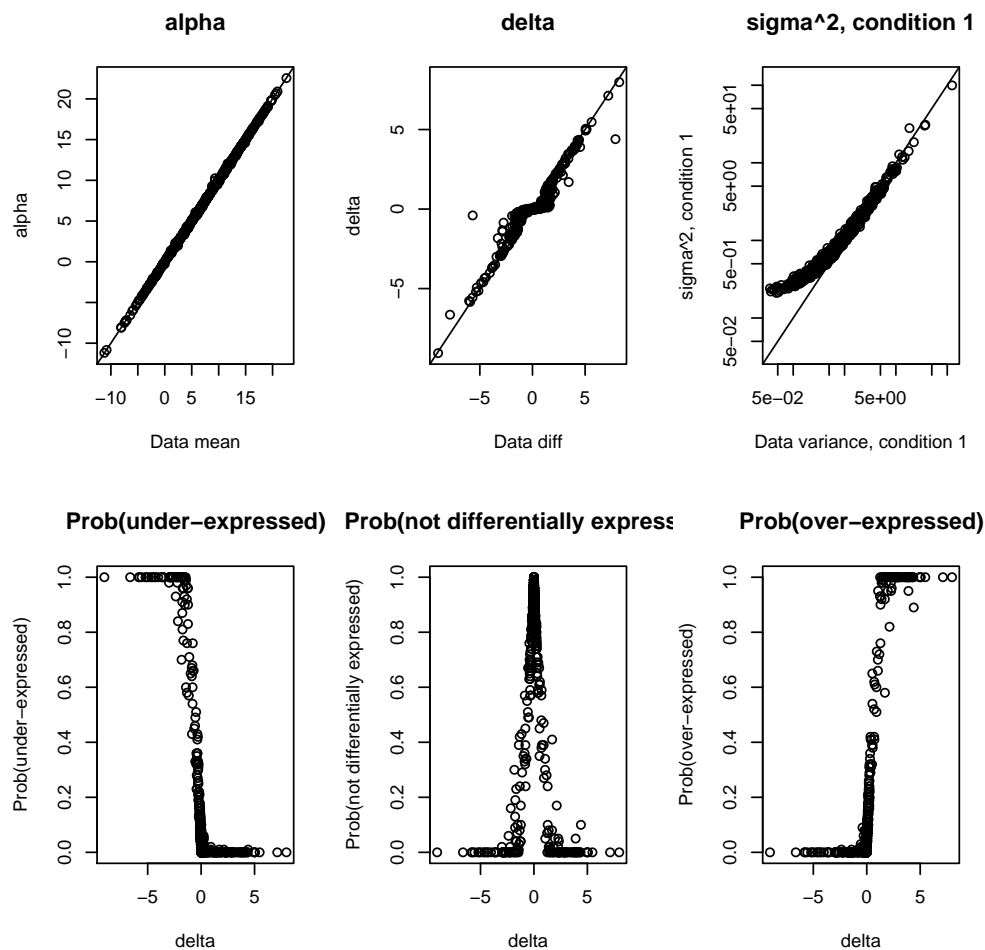 alpha
alpha
20
15
10
5
0
−10
−10
0
5
15
Data mean
delta
delta
5
0
−5
−5
0
5
Data diff
sigma^2, condition 1
sigma^2, condition 1
5e+01
5e+00
5e−01
5e−02
5e−02
5e+00
Data variance, condition 1
Prob(under−expressed)
Prob(under−expressed)
1.0
0.8
0.6
0.4
0.2
0.0
−5
0
5
delta
Prob(not differentially express
Prob(not differentially expressed)
1.0
0.8
0.6
0.4
0.2
0.0
−5
0
5
delta
Prob(over−expressed)
Prob(over−expressed)
1.0
0.8
0.6
0.4
0.2
0.0
−5
0
5
delta